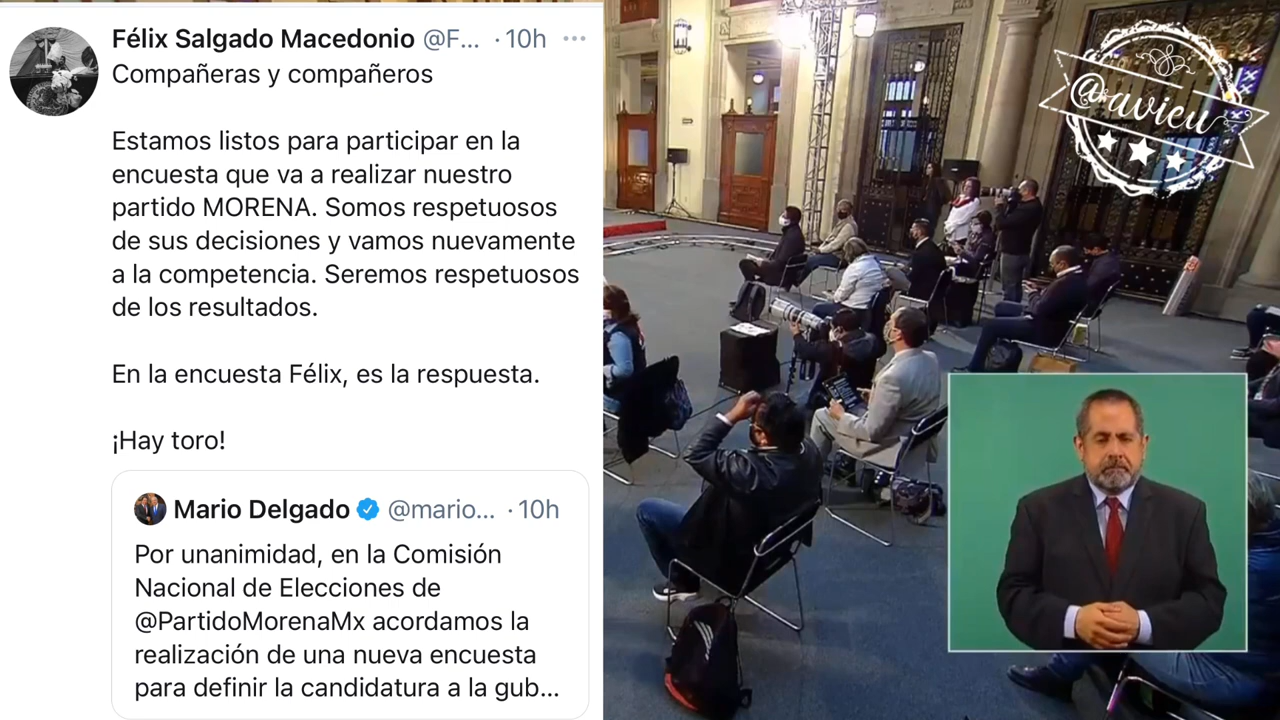 Félix Salgado Macedonio @F... · 10h ...
Compañeras y compañeros
Estamos listos para participar en la
encuesta que va a realizar nuestro
partido MORENA. Somos respetuosos
de sus decisiones y vamos nuevamente
a la competencia. Seremos respetuosos
de los resultados.
En la encuesta Félix, es la respuesta.
¡Hay toro!
Mario Delgado @mario... · 10h
Por unanimidad, en la Comisión
Nacional de Elecciones de
@PartidoMorenaMx acordamos la
realización de una nueva encuesta
para definir la candidatura a la gub...
@avieu